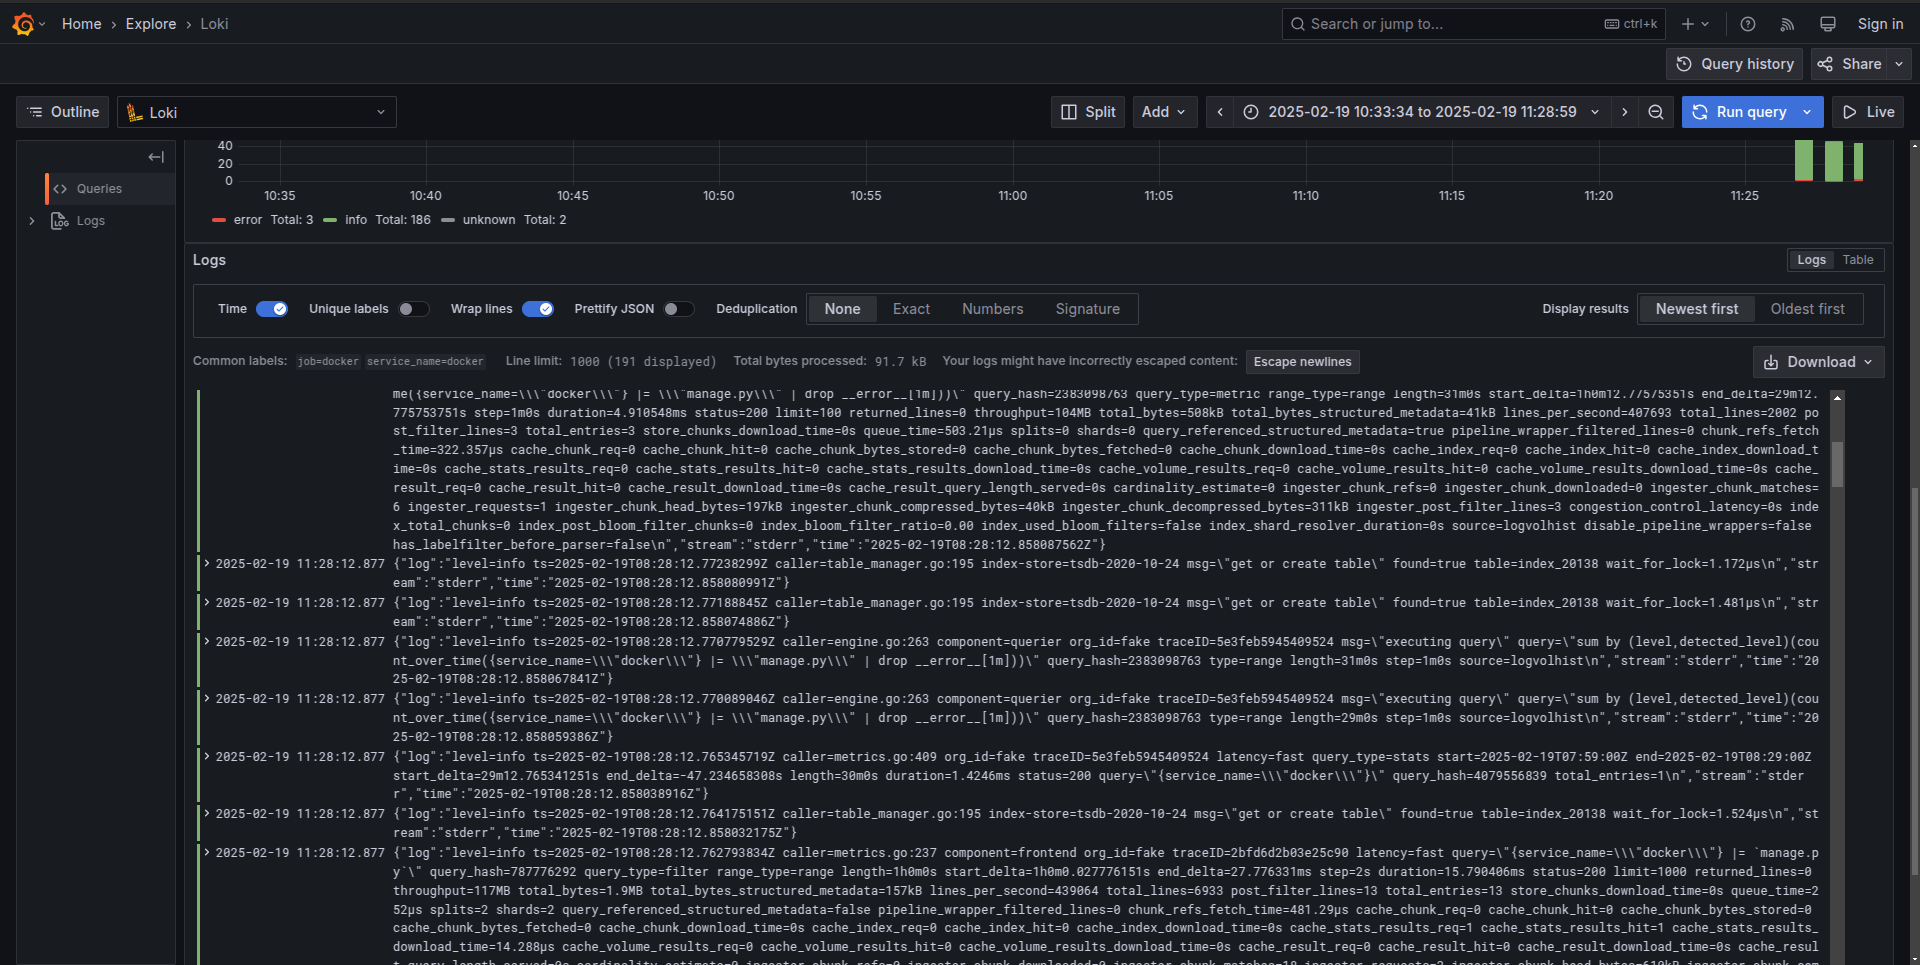 Home › Explore › Loki
Search or jump to...
ctrl+k
Sign in
Query history
Share
Outline
Loki
Split
Add
2025-02-19 10:33:34 to 2025-02-19 11:28:59
Run query
Live
Queries
Logs
40
20
0
10:35 10:40 10:45 10:50 10:55 11:00 11:05 11:10 11:15 11:20 11:25
error Total: 3 info Total: 186 unknown Total: 2
Logs
Logs Table
Time Unique labels Wrap lines Prettify JSON Deduplication None Exact Numbers Signature Display results Newest first Oldest first
Common labels: job=docker service_name=docker Line limit: 1000 (191 displayed) Total bytes processed: 91.7 kB Your logs might have incorrectly escaped content: Escape newlines
Download
me({service_name=\\\"docker\\\"} |= \\\"manage.py\\\" | drop __error__[1m]))\" query_hash=2383098763 query_type=metric range_type=range length=31m0s start_delta=1h0m12.77575351s end_delta=29m12.
775753751s step=1m0s duration=4.910548ms status=200 limit=100 returned_lines=0 throughput=104MB total_bytes=508kB total_bytes_structured_metadata=41kB lines_per_second=407693 total_lines=2002 po
st_filter_lines=3 total_entries=3 store_chunks_download_time=0s queue_time=503.21µs splits=0 shards=0 query_referenced_structured_metadata=true pipeline_wrapper_filtered_lines=0 chunk_refs_fetch
_time=322.357µs cache_chunk_req=0 cache_chunk_hit=0 cache_chunk_bytes_stored=0 cache_chunk_bytes_fetched=0 cache_chunk_download_time=0s cache_index_req=0 cache_index_hit=0 cache_index_download_t
ime=0s cache_stats_results_req=0 cache_stats_results_hit=0 cache_stats_results_download_time=0s cache_volume_results_req=0 cache_volume_results_hit=0 cache_volume_results_download_time=0s cache_
result_req=0 cache_result_hit=0 cache_result_download_time=0s cache_result_query_length_served=0s cardinality_estimate=0 ingester_chunk_refs=0 ingester_chunk_downloaded=0 ingester_chunk_matches=
6 ingester_requests=1 ingester_chunk_head_bytes=197kB ingester_chunk_compressed_bytes=40kB ingester_chunk_decompressed_bytes=311kB ingester_post_filter_lines=3 congestion_control_latency=0s inde
x_total_chunks=0 index_post_bloom_filter_chunks=0 index_bloom_filter_ratio=0.00 index_used_bloom_filters=false index_shard_resolver_duration=0s source=logvolhist disable_pipeline_wrappers=false
has_labelfilter_before_parser=false\n","stream":"stderr","time":"2025-02-19T08:28:12.858087562Z"}
2025-02-19 11:28:12.877 {"log":"level=info ts=2025-02-19T08:28:12.77238299Z caller=table_manager.go:195 index-store=tsdb-2020-10-24 msg=\"get or create table\" found=true table=index_20138 wait_for_lock=1.172µs\n","str
eam":"stderr","time":"2025-02-19T08:28:12.858080991Z"}
2025-02-19 11:28:12.877 {"log":"level=info ts=2025-02-19T08:28:12.77188845Z caller=table_manager.go:195 index-store=tsdb-2020-10-24 msg=\"get or create table\" found=true table=index_20138 wait_for_lock=1.481µs\n","str
eam":"stderr","time":"2025-02-19T08:28:12.858074886Z"}
2025-02-19 11:28:12.877 {"log":"level=info ts=2025-02-19T08:28:12.770779529Z caller=engine.go:263 component=querier org_id=fake traceID=5e3feb5945409524 msg=\"executing query\" query=\"sum by (level,detected_level)(cou
nt_over_time({service_name=\\\"docker\\\"} |= \\\"manage.py\\\" | drop __error__[1m]))\" query_hash=2383098763 type=range length=31m0s step=1m0s source=logvolhist\n","stream":"stderr","time":"20
25-02-19T08:28:12.858067841Z"}
2025-02-19 11:28:12.877 {"log":"level=info ts=2025-02-19T08:28:12.770089046Z caller=engine.go:263 component=querier org_id=fake traceID=5e3feb5945409524 msg=\"executing query\" query=\"sum by (level,detected_level)(cou
nt_over_time({service_name=\\\"docker\\\"} |= \\\"manage.py\\\" | drop __error__[1m]))\" query_hash=2383098763 type=range length=29m0s step=1m0s source=logvolhist\n","stream":"stderr","time":"20
25-02-19T08:28:12.858059386Z"}
2025-02-19 11:28:12.877 {"log":"level=info ts=2025-02-19T08:28:12.765345719Z caller=metrics.go:409 org_id=fake traceID=5e3feb5945409524 latency=fast query_type=stats start=2025-02-19T07:59:00Z end=2025-02-19T08:29:00Z
start_delta=29m12.765341251s end_delta=-47.234658308s length=30m0s duration=1.4246ms status=200 query=\"{service_name=\\\"docker\\\"}\" query_hash=4079556839 total_entries=1\n","stream":"stder
r","time":"2025-02-19T08:28:12.858038916Z"}
2025-02-19 11:28:12.877 {"log":"level=info ts=2025-02-19T08:28:12.764175151Z caller=table_manager.go:195 index-store=tsdb-2020-10-24 msg=\"get or create table\" found=true table=index_20138 wait_for_lock=1.524µs\n","st
ream":"stderr","time":"2025-02-19T08:28:12.858032175Z"}
2025-02-19 11:28:12.877 {"log":"level=info ts=2025-02-19T08:28:12.762793834Z caller=metrics.go:237 component=frontend org_id=fake traceID=2bfd6d2b03e25c90 latency=fast query=\"{service_name=\\\"docker\\\"} |= `manage.p
y`\" query_hash=787776292 query_type=filter range_type=range length=1h0m0s start_delta=1h0m0.027776151s end_delta=27.776331ms step=2s duration=15.790406ms status=200 limit=1000 returned_lines=0
throughput=117MB total_bytes=1.9MB total_bytes_structured_metadata=157kB lines_per_second=439064 total_lines=6933 post_filter_lines=13 total_entries=13 store_chunks_download_time=0s queue_time=2
52µs splits=2 shards=2 query_referenced_structured_metadata=false pipeline_wrapper_filtered_lines=0 chunk_refs_fetch_time=481.29µs cache_chunk_req=0 cache_chunk_hit=0 cache_chunk_bytes_stored=0
cache_chunk_bytes_fetched=0 cache_chunk_download_time=0s cache_index_req=0 cache_index_hit=0 cache_index_download_time=0s cache_stats_results_req=1 cache_stats_results_hit=1 cache_stats_results_
download_time=14.288µs cache_volume_results_req=0 cache_volume_results_hit=0 cache_volume_results_download_time=0s cache_result_req=0 cache_result_hit=0 cache_result_download_time=0s cache_resul